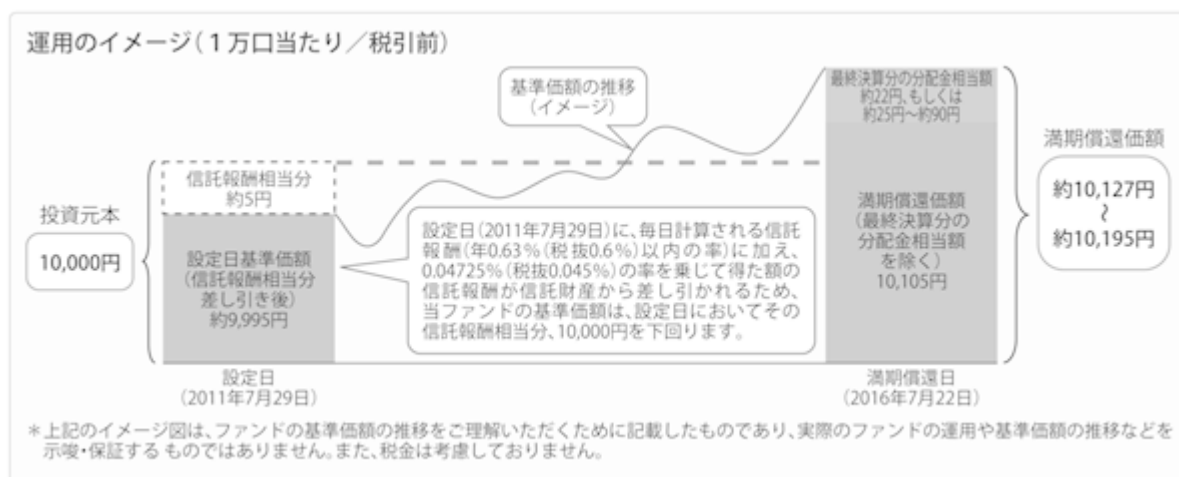 運用のイメージ(1万口当たり/税引前)
基準価額の推移
(イメージ)
最終決算分の分配金相当額
約22円、もしくは
約25円～約90円
満期償還価額
約10,127円
～
約10,195円
信託報酬相当分
約5円
投資元本
10,000円
設定日基準価額
(信託報酬相当分
差し引き後)
約9,995円
設定日(2011年7月29日)に、毎日計算される信託
報酬(年0.63%(税抜0.6%)以内の率)に加え、
0.04725%(税抜0.045%)の率を乗じて得た額の
信託報酬が信託財産から差し引かれるため、
当ファンドの基準価額は、設定日においてその
信託報酬相当分、10,000円を下回ります。
満期償還価額
(最終決算分の
分配金相当額
を除く)
10,105円
設定日
(2011年7月29日)
満期償還日
(2016年7月22日)
＊上記のイメージ図は、ファンドの基準価額の推移をご理解いただくために記載したものであり、実際のファンドの運用や基準価額の推移などを
示唆・保証するものではありません。また、税金は考慮しておりません。